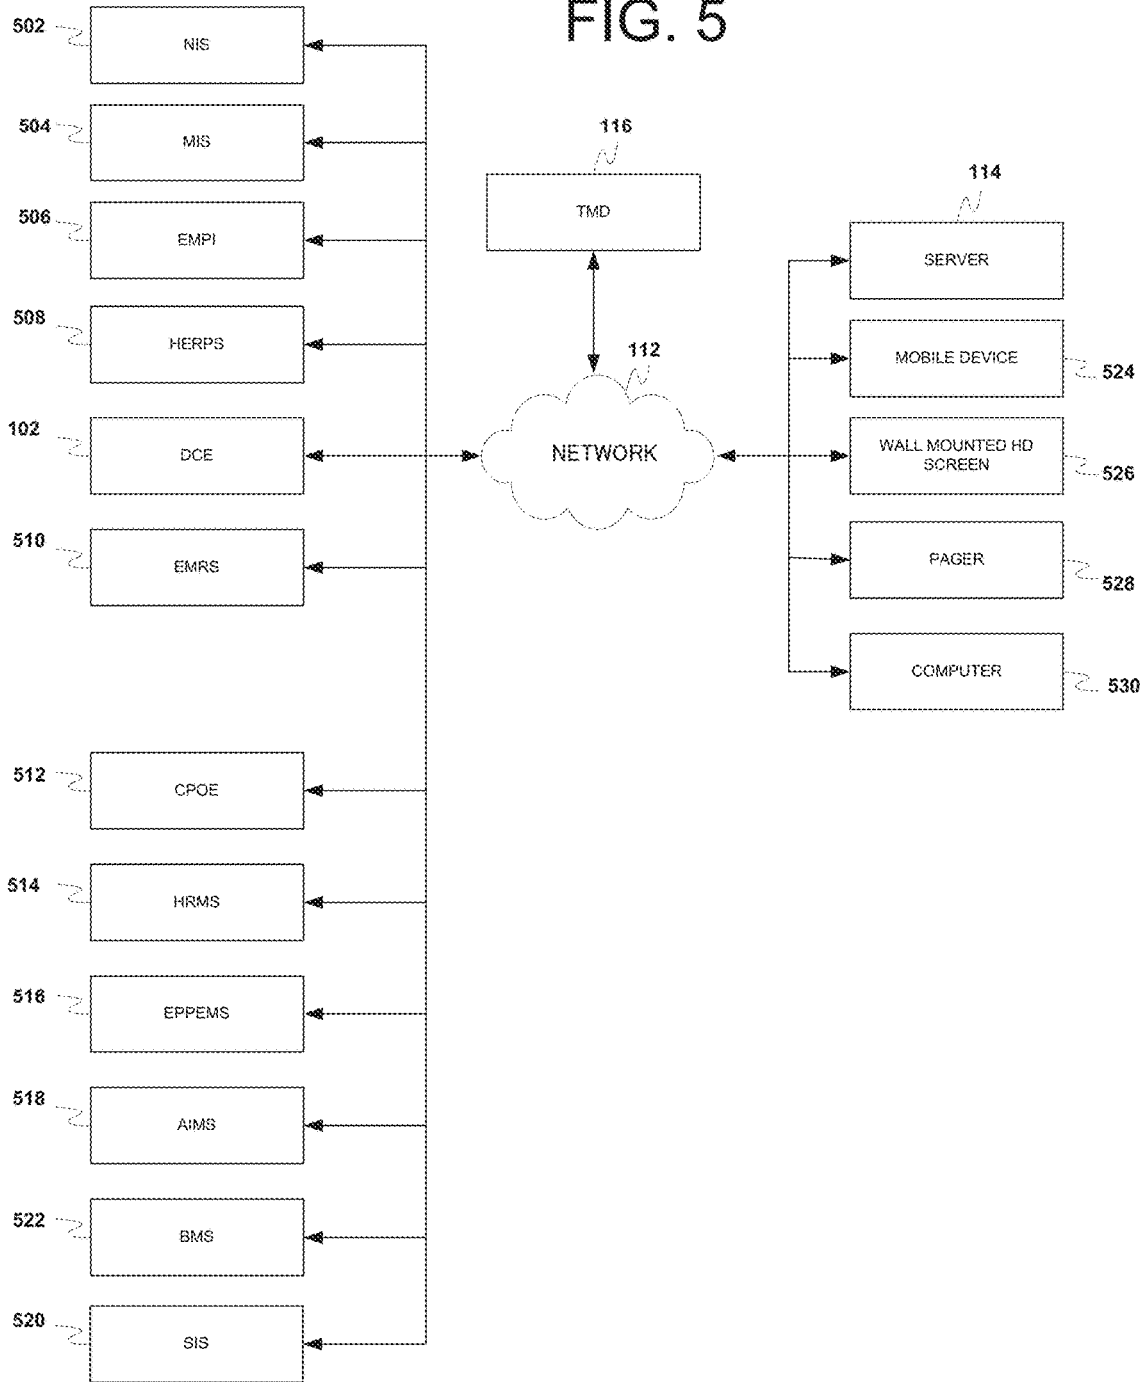 FIG. 5
502
NIS
504
MIS
506
EMPI
508
HERPS
102
DCE
510
EMRS
512
CPOE
514
HRMS
516
EPPEMS
518
AIMS
522
BMS
520
SIS
116
TMD
112
NETWORK
114
SERVER
MOBILE DEVICE
524
WALL MOUNTED HD
SCREEN
526
PAGER
528
COMPUTER
530